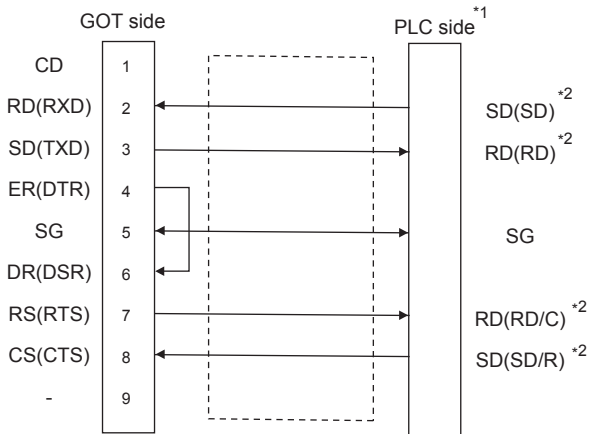 GOT side
PLC side*1
CD 1
RD(RXD) 2 SD(SD)*2
SD(TXD) 3 RD(RD)*2
ER(DTR) 4
SG 5 SG
DR(DSR) 6
RS(RTS) 7 RD(RD/C)*2
CS(CTS) 8 SD(SD/R)*2
- 9